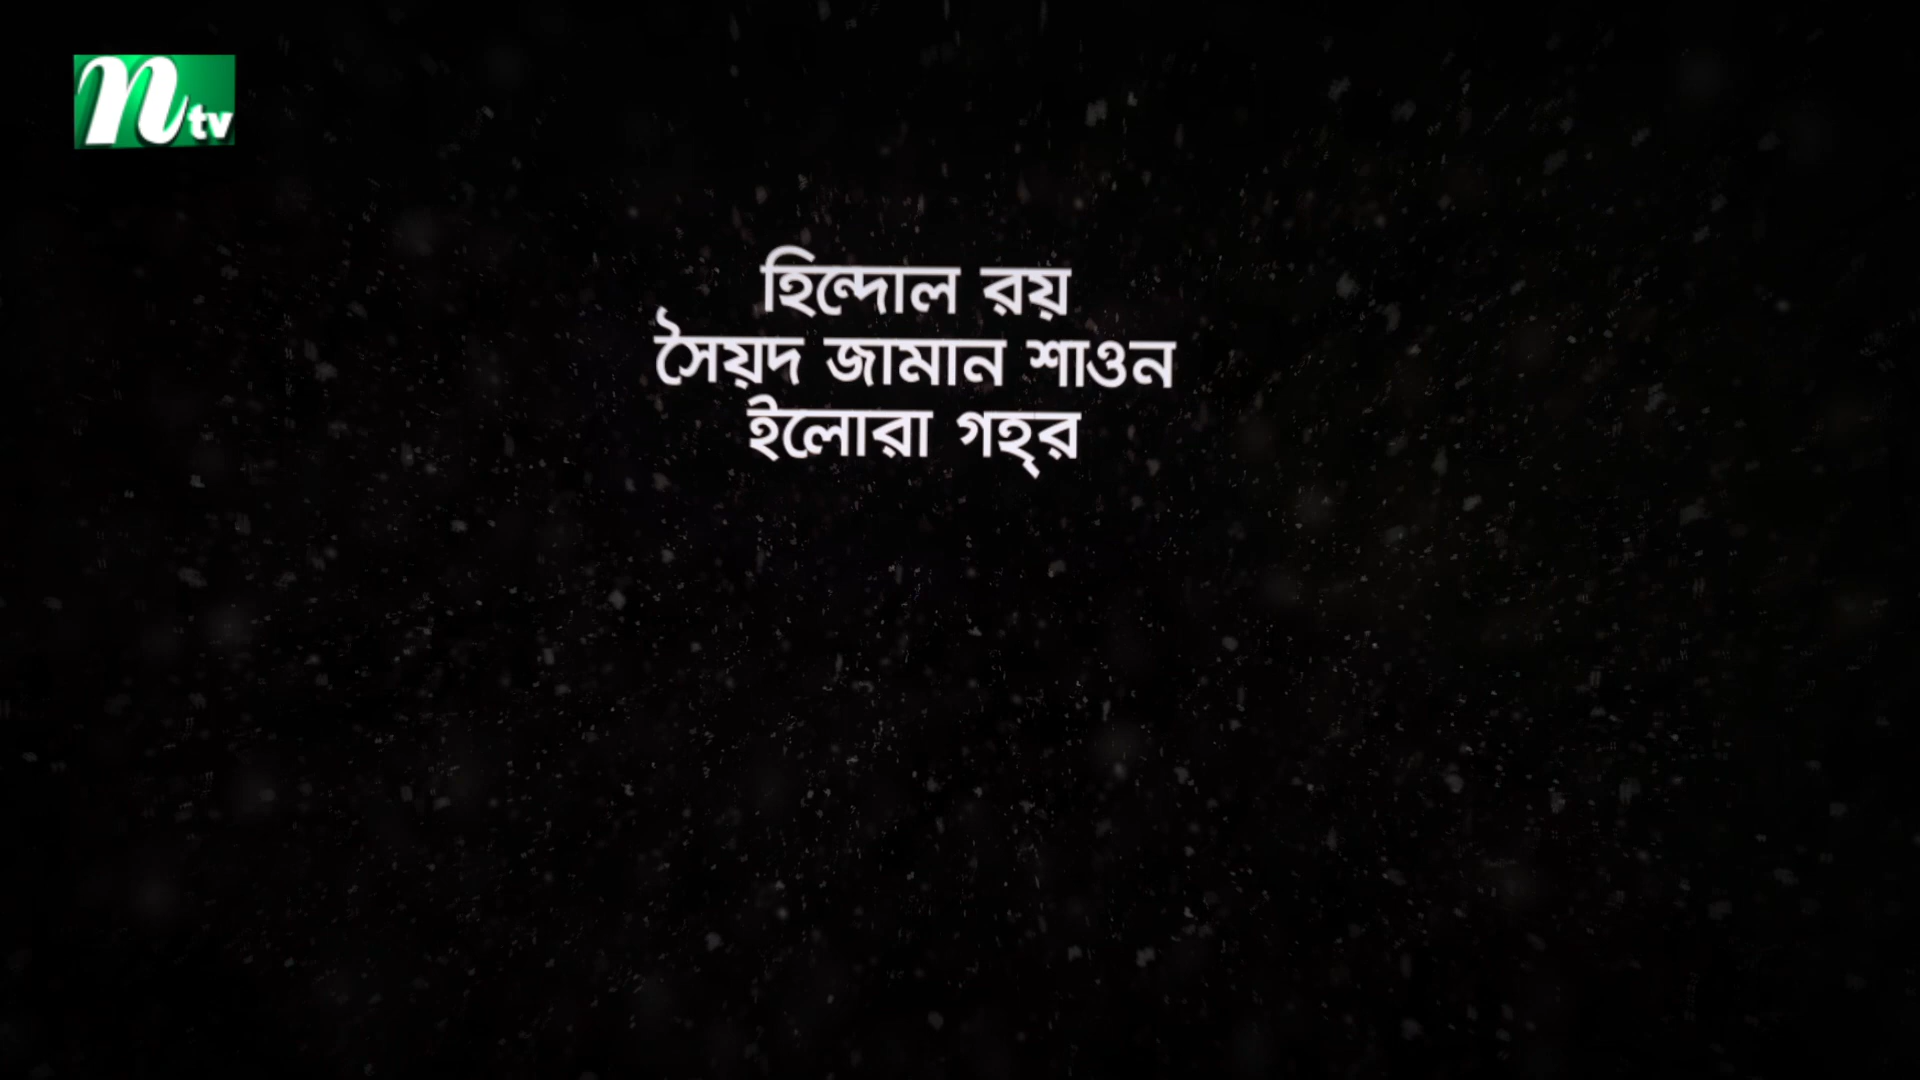 ntv
হিন্দোল রয়
সৈয়দ জামান শাওন
ইলোরা গহ্‌র